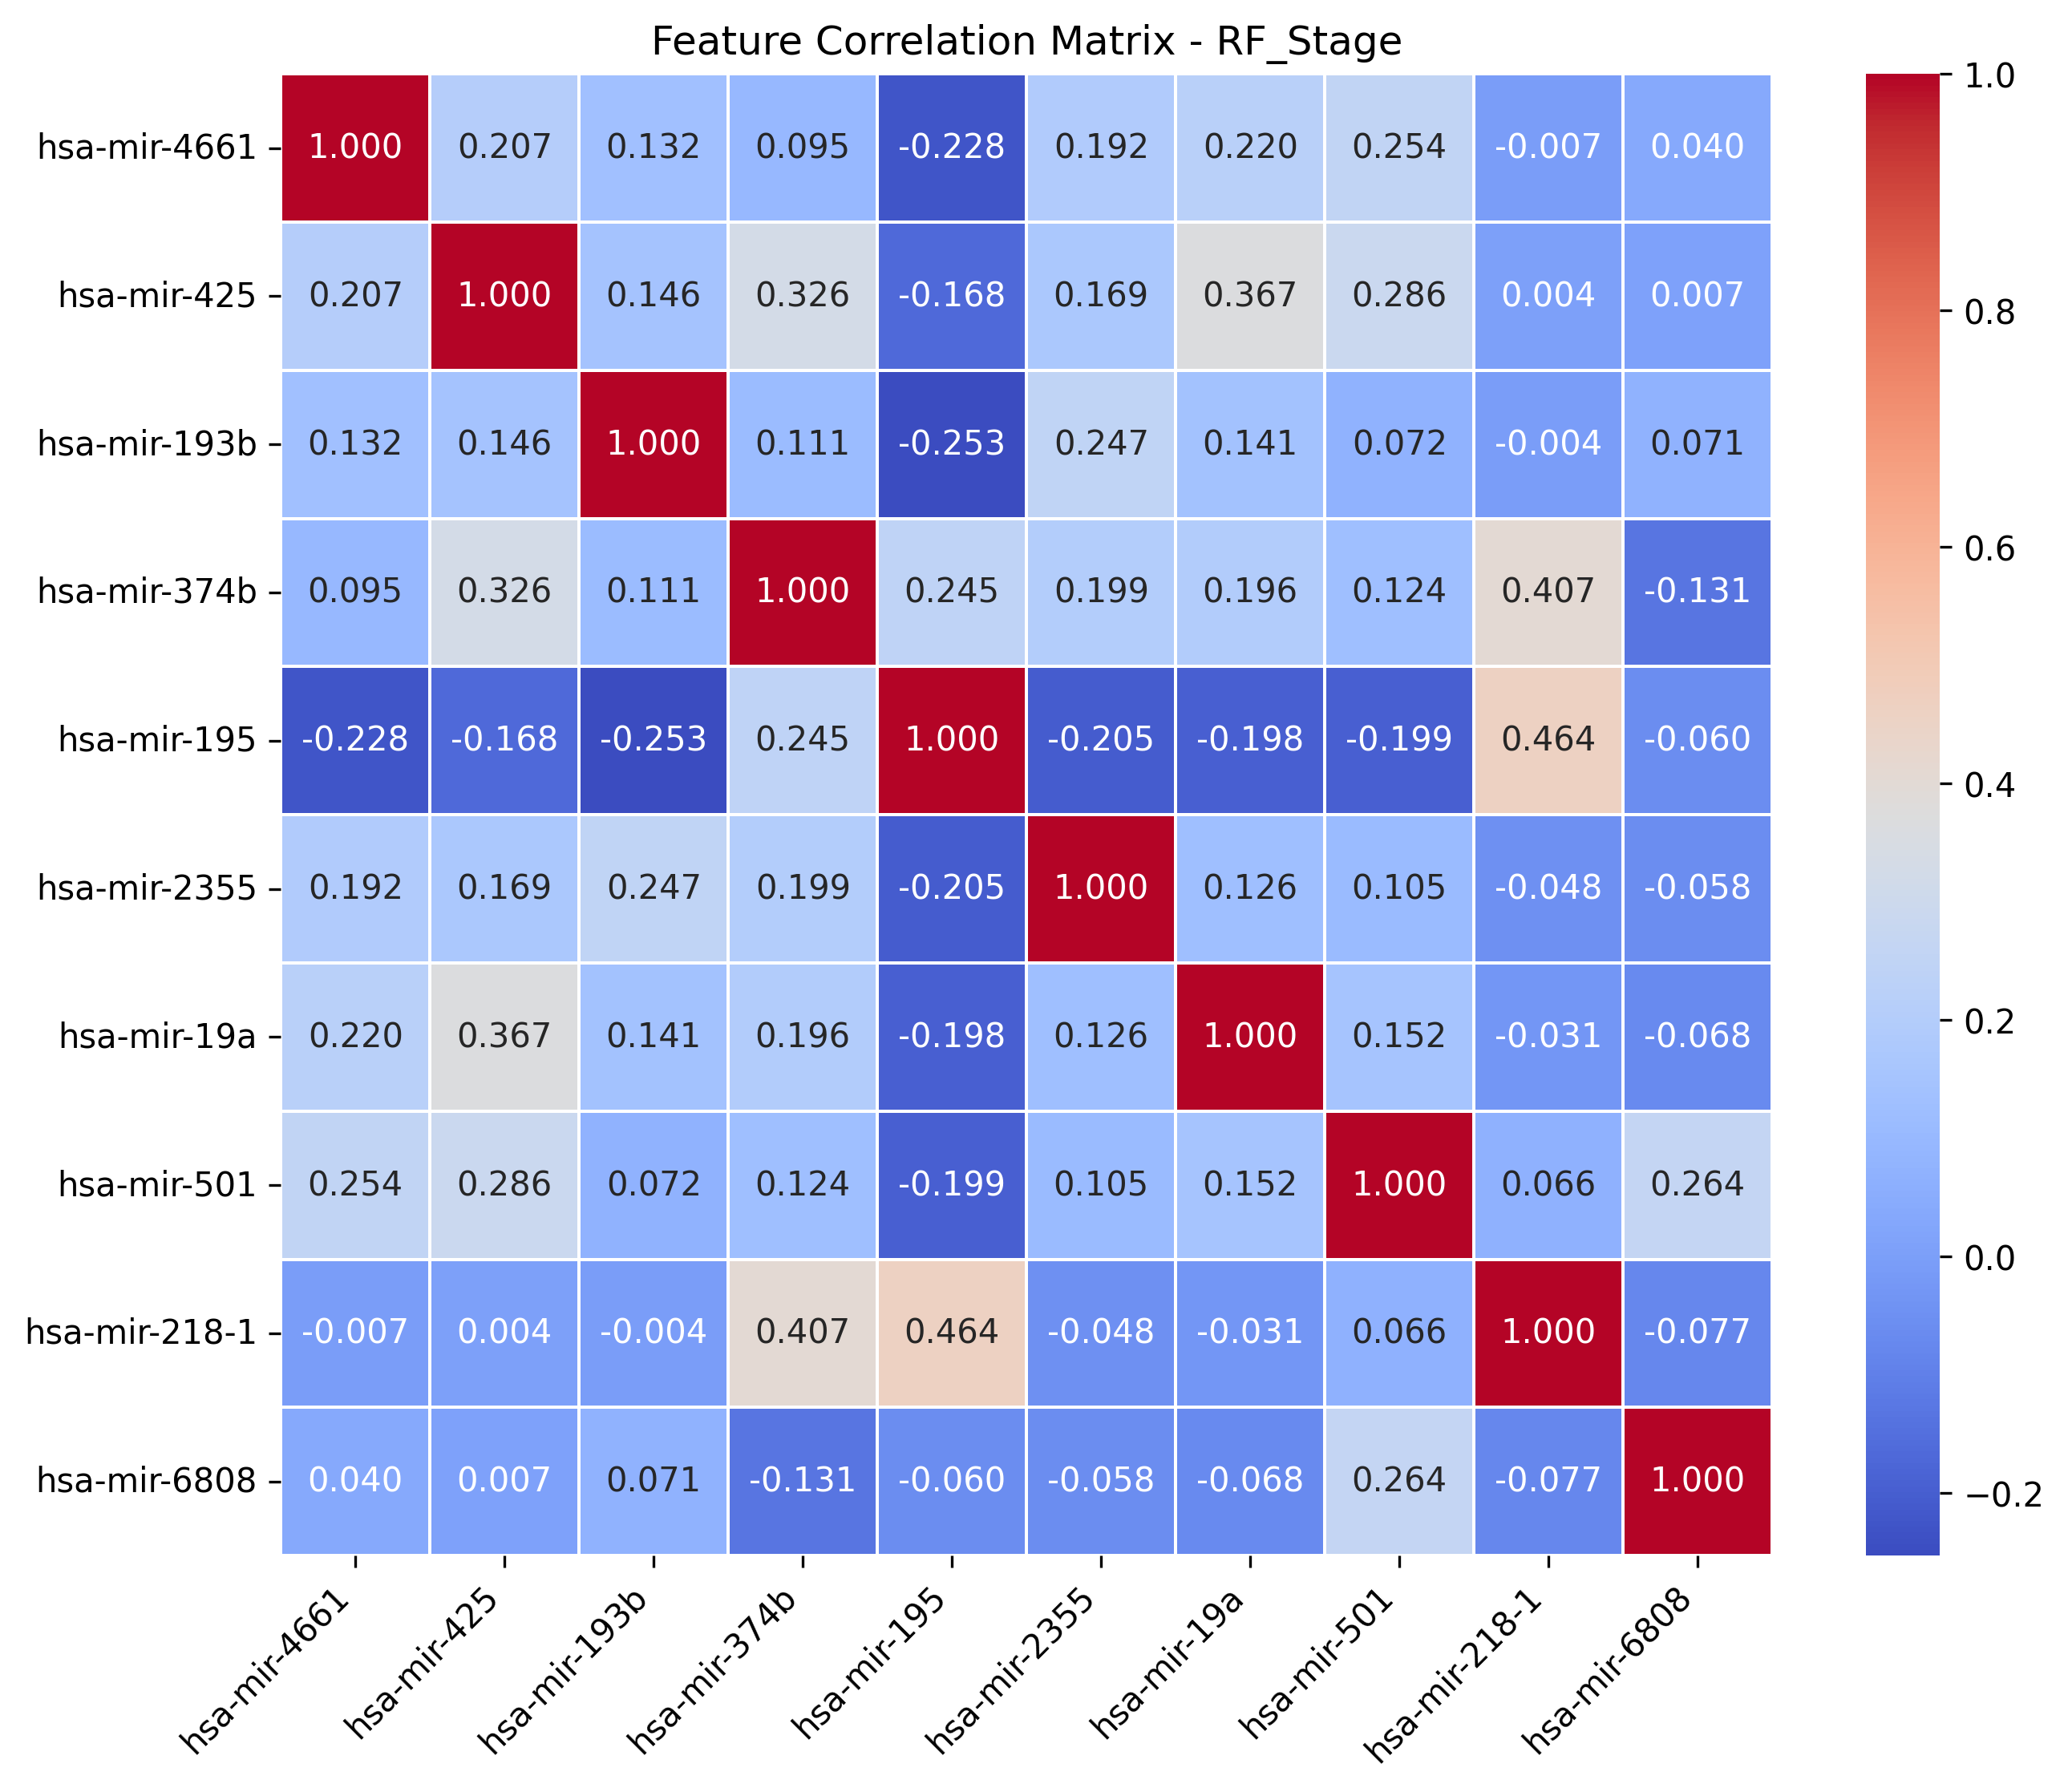 Feature Correlation Matrix - RF_Stage
hsa-mir-4661 1.000 0.207 0.132 0.095 -0.228 0.192 0.220 0.254 -0.007 0.040
hsa-mir-425 0.207 1.000 0.146 0.326 -0.168 0.169 0.367 0.286 0.004 0.007
hsa-mir-193b 0.132 0.146 1.000 0.111 -0.253 0.247 0.141 0.072 -0.004 0.071
hsa-mir-374b 0.095 0.326 0.111 1.000 0.245 0.199 0.196 0.124 0.407 -0.131
hsa-mir-195 -0.228 -0.168 -0.253 0.245 1.000 -0.205 -0.198 -0.199 0.464 -0.060
hsa-mir-2355 0.192 0.169 0.247 0.199 -0.205 1.000 0.126 0.105 -0.048 -0.058
hsa-mir-19a 0.220 0.367 0.141 0.196 -0.198 0.126 1.000 0.152 -0.031 -0.068
hsa-mir-501 0.254 0.286 0.072 0.124 -0.199 0.105 0.152 1.000 0.066 0.264
hsa-mir-218-1 -0.007 0.004 -0.004 0.407 0.464 -0.048 -0.031 0.066 1.000 -0.077
hsa-mir-6808 0.040 0.007 0.071 -0.131 -0.060 -0.058 -0.068 0.264 -0.077 1.000
hsa-mir-4661
hsa-mir-425
hsa-mir-193b
hsa-mir-374b
hsa-mir-195
hsa-mir-2355
hsa-mir-19a
hsa-mir-501
hsa-mir-218-1
hsa-mir-6808
1.0
0.8
0.6
0.4
0.2
0.0
−0.2